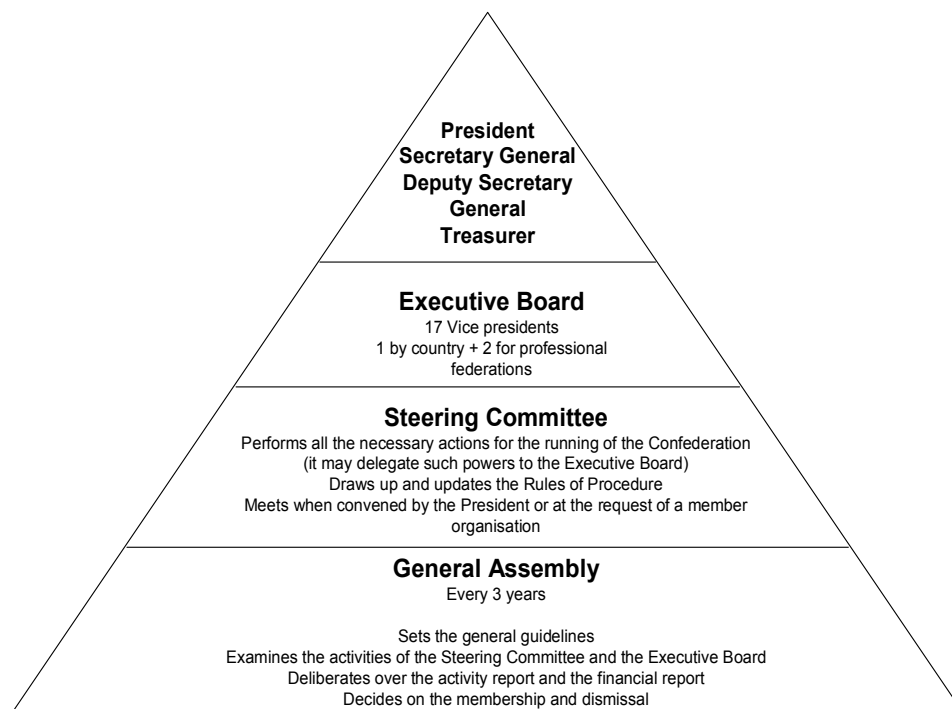 President
Secretary General
Deputy Secretary
General
Treasurer
Executive Board
17 Vice presidents
1 by country + 2 for professional
federations
Steering Committee
Performs all the necessary actions for the running of the Confederation
(it may delegate such powers to the Executive Board)
Draws up and updates the Rules of Procedure
Meets when convened by the President or at the request of a member
organisation
General Assembly
Every 3 years
Sets the general guidelines
Examines the activities of the Steering Committee and the Executive Board
Deliberates over the activity report and the financial report
Decides on the membership and dismissal